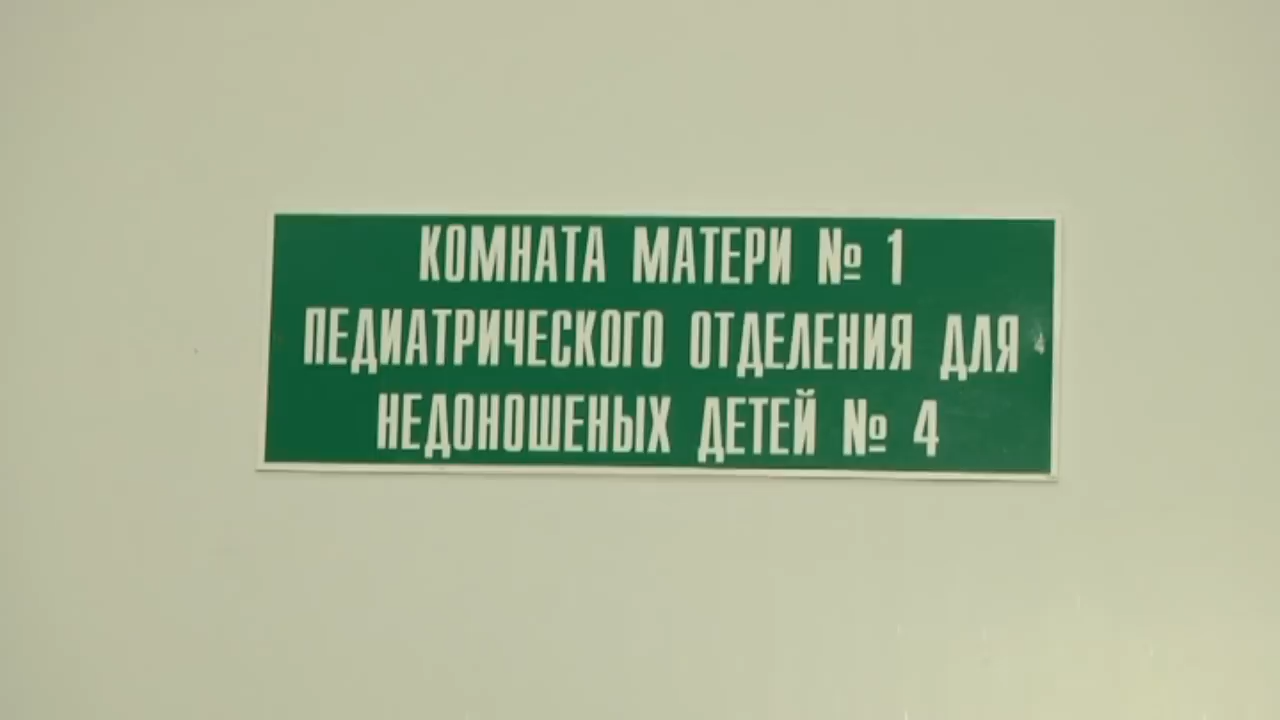 КОМНАТА МАТЕРИ № 1
ПЕДИАТРИЧЕСКОГО ОТДЕЛЕНИЯ ДЛЯ
НЕДОНОШЕНЫХ ДЕТЕЙ № 4